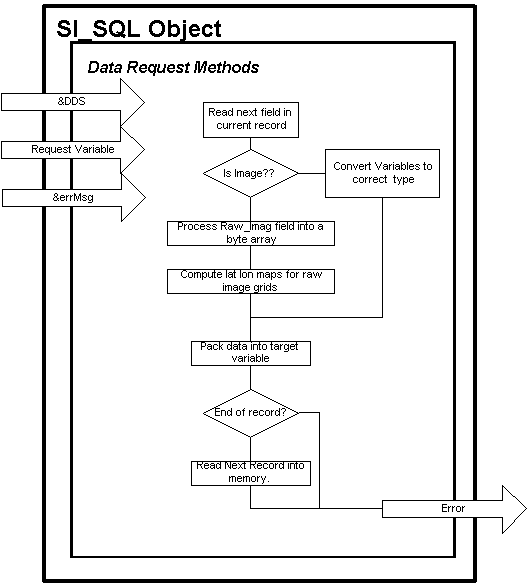 SI_SQL Object
Data Request Methods
&DDS
Request Variable
&errMsg
Read next field in
current record
Is Image??
Convert Variables to
correct type
Process Raw_Imag field into a
byte array
Compute lat lon maps for raw
image grids
Pack data into target
variable
End of record?
Read Next Record into
memory.
Error